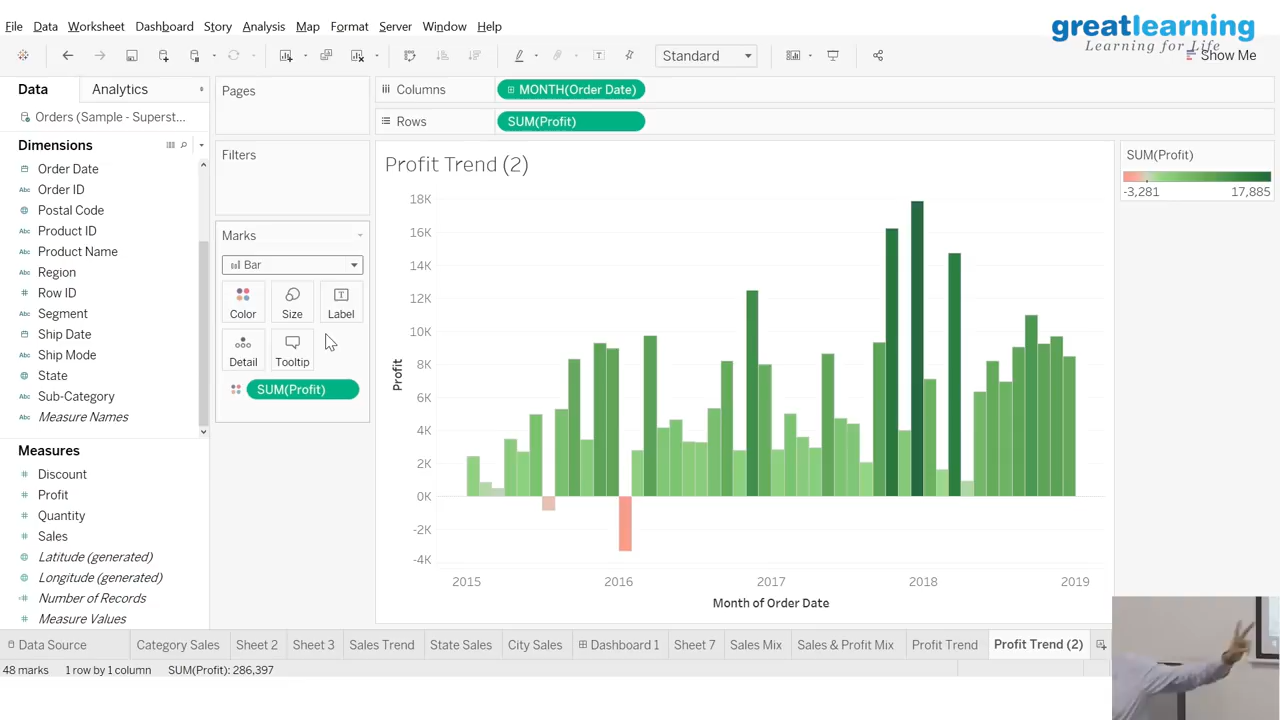 File Data Worksheet Dashboard Story Analysis Map Format Server Window Help
greatlearning
Learning for Life
Standard
Show Me
Data Analytics
Orders (Sample - Superst...
Dimensions
Order Date
Order ID
Postal Code
Product ID
Product Name
Region
Row ID
Segment
Ship Date
Ship Mode
State
Sub-Category
Measure Names
Measures
Discount
Profit
Quantity
Sales
Latitude (generated)
Longitude (generated)
Number of Records
Measure Values
Pages
Filters
Marks
Bar
Color Size Label
Detail Tooltip
SUM(Profit)
Columns MONTH(Order Date)
Rows SUM(Profit)
Profit Trend (2)
18K
16K
14K
12K
10K
8K
6K
4K
2K
0K
-2K
-4K
Profit
2015 2016 2017 2018 2019
Month of Order Date
SUM(Profit)
-3,281 17,885
Data Source Category Sales Sheet 2 Sheet 3 Sales Trend State Sales City Sales Dashboard 1 Sheet 7 Sales Mix Sales & Profit Mix Profit Trend Profit Trend (2)
48 marks 1 row by 1 column SUM(Profit): 286,397